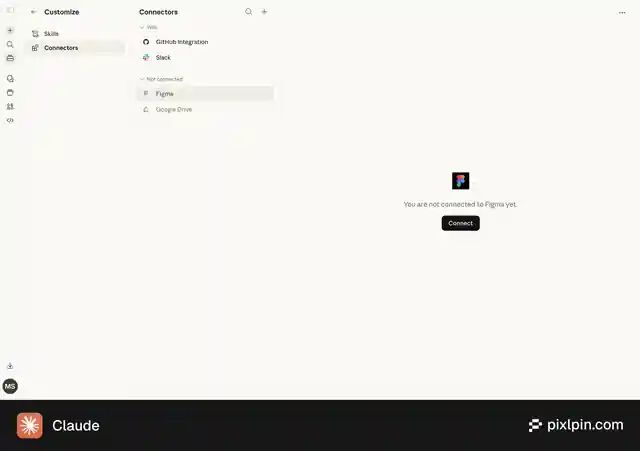 Customize
Skills
Connectors
Connectors
Web
GitHub Integration
Slack
Not connected
Figma
Google Drive
You are not connected to Figma yet.
Connect
MS
Claude
pixlpin.com